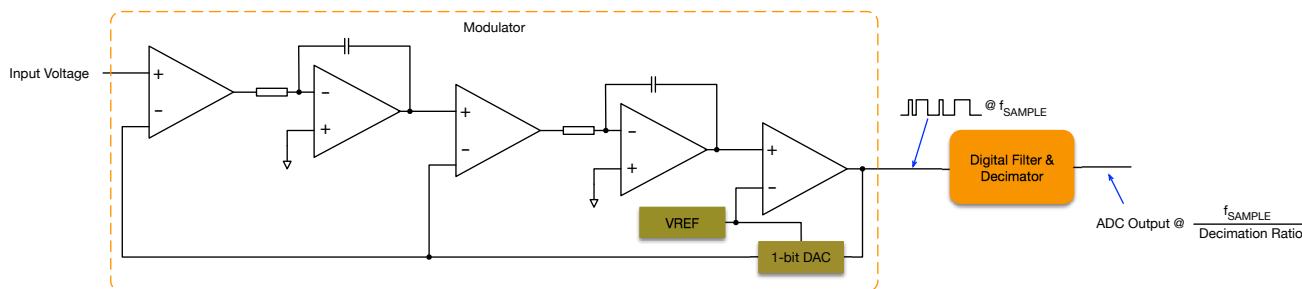 Modulator
Input Voltage
+
−
−
+
+
−
−
+
+
−
VREF
1-bit DAC
@ fSAMPLE
Digital Filter &
Decimator
ADC Output @
fSAMPLE
Decimation Ratio